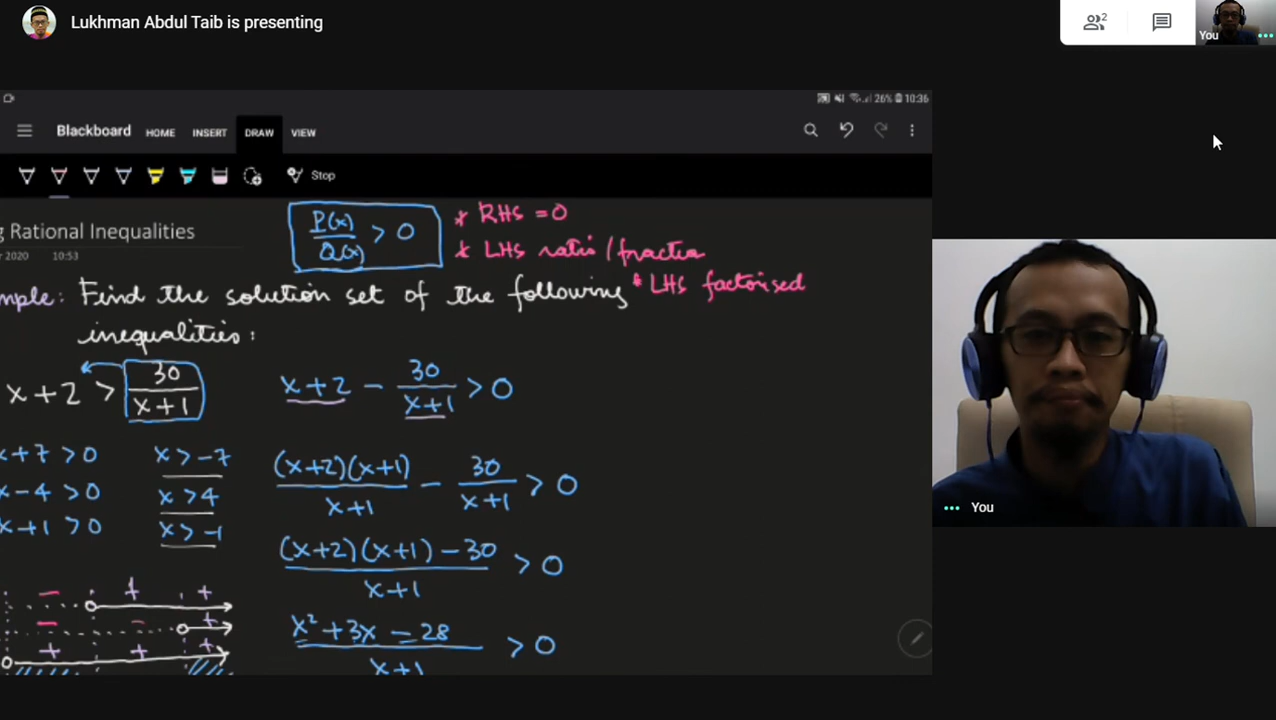 Lukhman Abdul Taib is presenting
2
You
26% 10:36
Blackboard HOME INSERT DRAW VIEW
Stop
g Rational Inequalities
2020 10:53
P(x)/Q(x) > 0
* RHS = 0
* LHS ratio / fraction
* LHS factorised
mple: Find the solution set of the following
inequalities:
x+2 > 30/(x+1)
x+2 − 30/(x+1) > 0
x+7 > 0 x > -7
x-4 > 0 x > 4
x+1 > 0 x > -1
(x+2)(x+1)/(x+1) − 30/(x+1) > 0
((x+2)(x+1) − 30)/(x+1) > 0
(x² + 3x − 28)/(x+1) > 0
− + +
− - +
+ + +
You